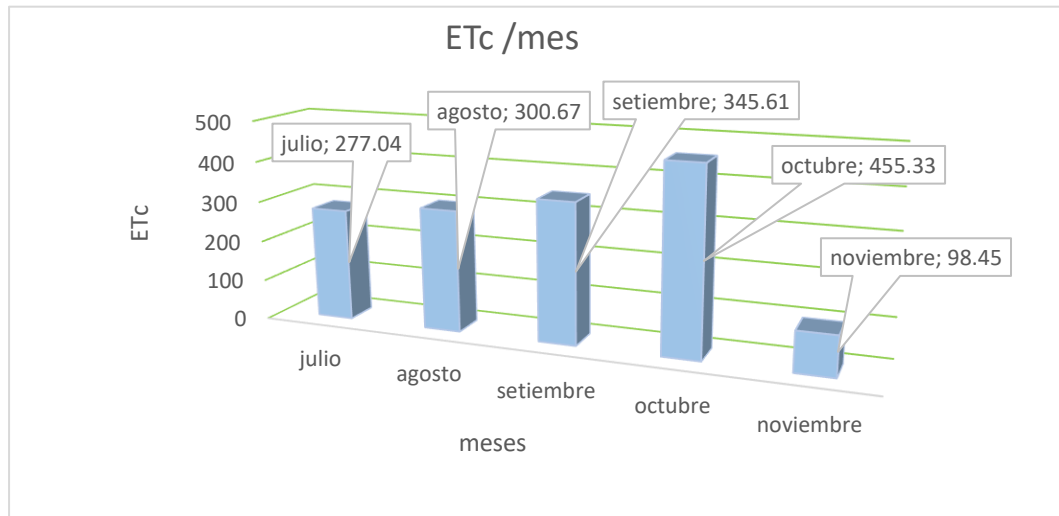 ETc /mes
julio; 277.04
agosto; 300.67
setiembre; 345.61
octubre; 455.33
noviembre; 98.45
ETc
500
400
300
200
100
0
julio
agosto
setiembre
octubre
noviembre
meses